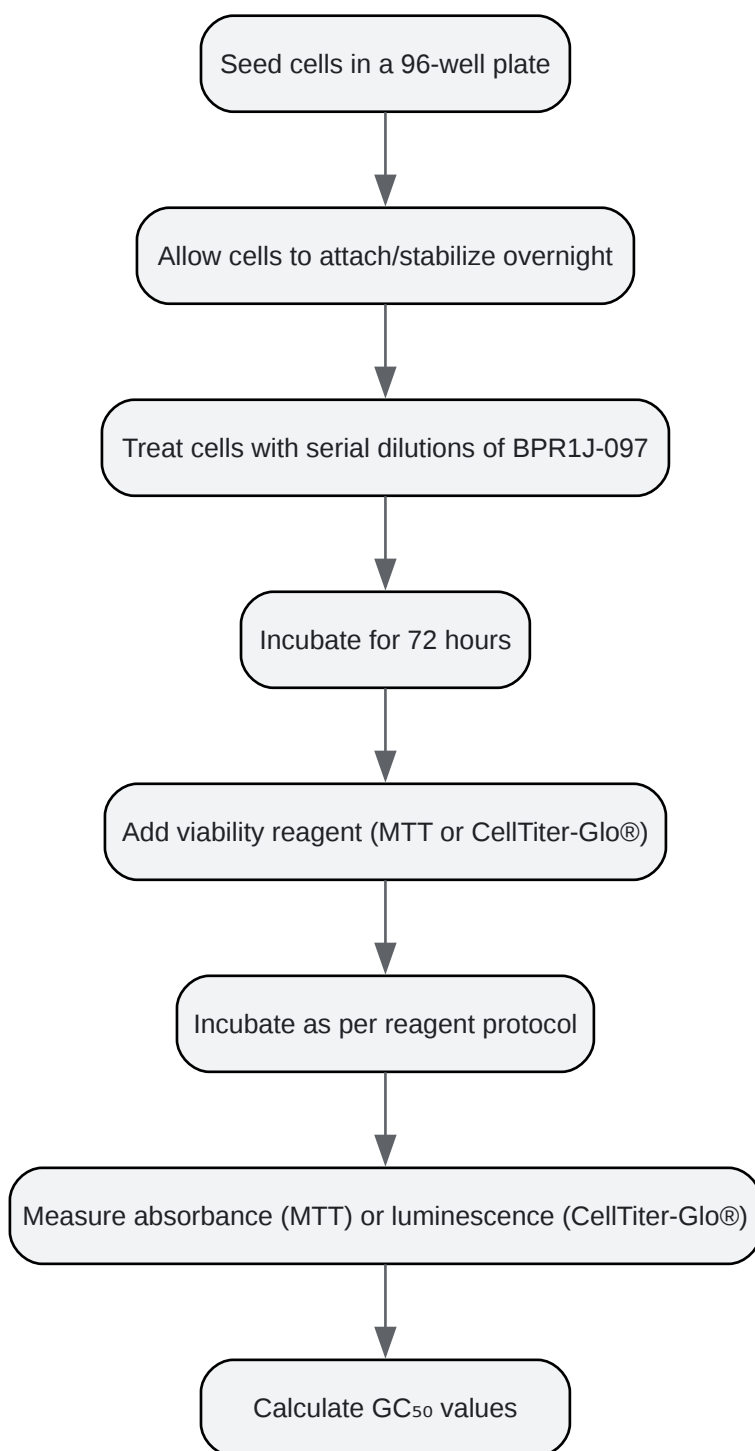 Seed cells in a 96-well plate
Allow cells to attach/stabilize overnight
Treat cells with serial dilutions of BPR1J-097
Incubate for 72 hours
Add viability reagent (MTT or CellTiter-Glo®)
Incubate as per reagent protocol
Measure absorbance (MTT) or luminescence (CellTiter-Glo®)
Calculate GC₅₀ values